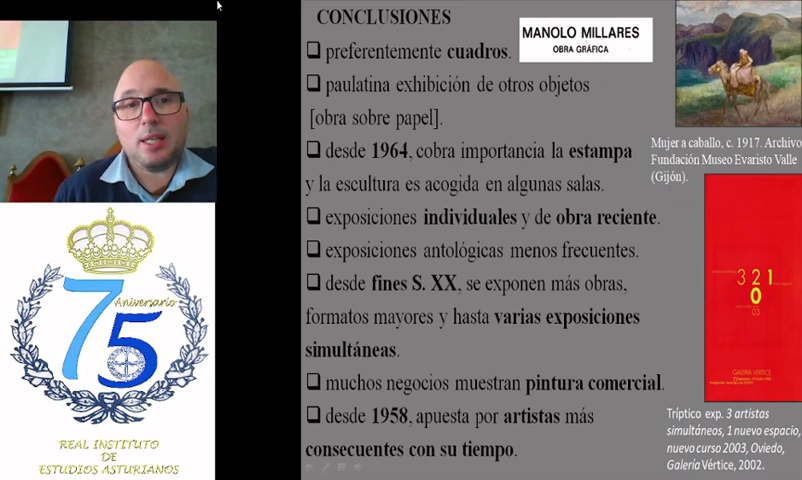 CONCLUSIONES
❑ preferentemente cuadros.
❑ paulatina exhibición de otros objetos
[obra sobre papel].
❑ desde 1964, cobra importancia la estampa
y la escultura es acogida en algunas salas.
❑ exposiciones individuales y de obra reciente.
❑ exposiciones antológicas menos frecuentes.
❑ desde fines S. XX, se exponen más obras,
formatos mayores y hasta varias exposiciones
simultáneas.
❑ muchos negocios muestran pintura comercial.
❑ desde 1958, apuesta por artistas más
consecuentes con su tiempo.
MANOLO MILLARES
OBRA GRÁFICA
Mujer a caballo, c. 1917. Archivo
Fundación Museo Evaristo Valle
(Gijón).
3 2 1
0
03
GALERÍA VÉRTICE
Tríptico exp. 3 artistas
simultáneas, 1 nuevo espacio,
nuevo curso 2003, Oviedo,
Galería Vértice, 2002.
75
Aniversario
REAL INSTITUTO
DE
ESTUDIOS ASTURIANOS